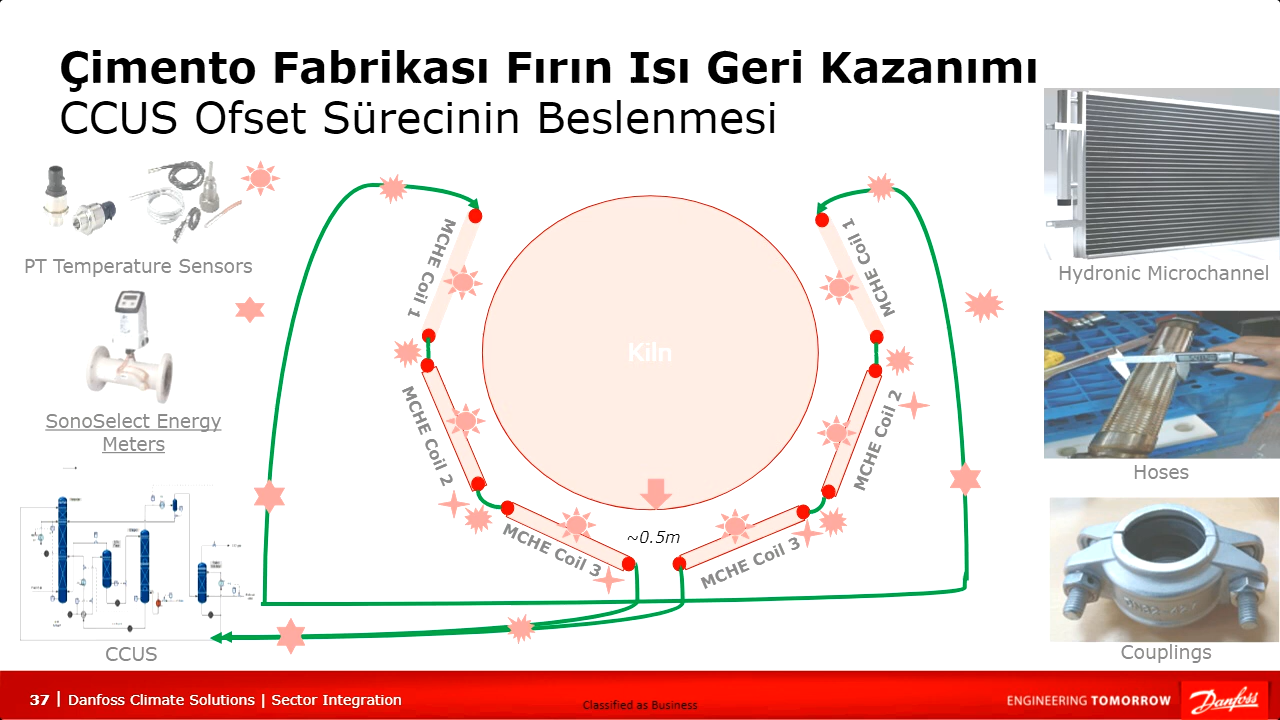 Çimento Fabrikası Fırın Isı Geri Kazanımı
CCUS Ofset Sürecinin Beslenmesi
PT Temperature Sensors
SonoSelect Energy
Meters
CCUS
MCHE Coil 1
MCHE Coil 2
MCHE Coil 3
Kiln
~0.5m
MCHE Coil 1
MCHE Coil 2
MCHE Coil 3
Hydronic Microchannel
Hoses
Couplings
37 | Danfoss Climate Solutions | Sector Integration
Classified as Business
ENGINEERING TOMORROW
Danfoss